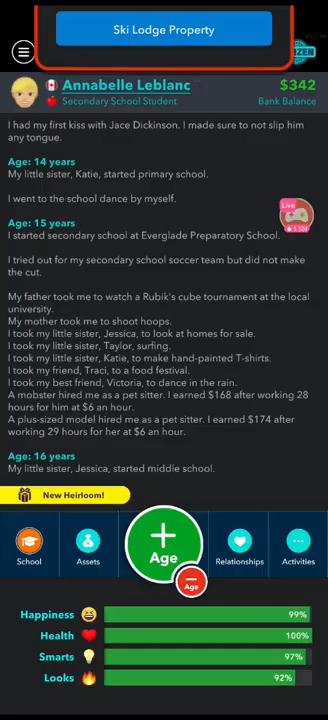 Ski Lodge Property
ZEN
Annabelle Leblanc
$342
Secondary School Student
Bank Balance
I had my first kiss with Jace Dickinson. I made sure to not slip him
any tongue.
Age: 14 years
My little sister, Katie, started primary school.
I went to the school dance by myself.
Age: 15 years
I started secondary school at Everglade Preparatory School.
Live
1,124
I tried out for my secondary school soccer team but did not make
the cut.
My father took me to watch a Rubik's cube tournament at the local
university.
My mother took me to shoot hoops.
I took my little sister, Jessica, to look at homes for sale.
I took my little sister, Taylor, surfing.
I took my little sister, Katie, to make hand-painted T-shirts.
I took my friend, Traci, to a food festival.
I took my best friend, Victoria, to dance in the rain.
A mobster hired me as a pet sitter. I earned $168 after working 28
hours for him at $6 an hour.
A plus-sized model hired me as a pet sitter. I earned $174 after
working 29 hours for her at $6 an hour.
Age: 16 years
My little sister, Jessica, started middle school.
New Heirloom!
School
Assets
Age
Relationships
Activities
Age
Happiness 99%
Health 100%
Smarts 97%
Looks 92%